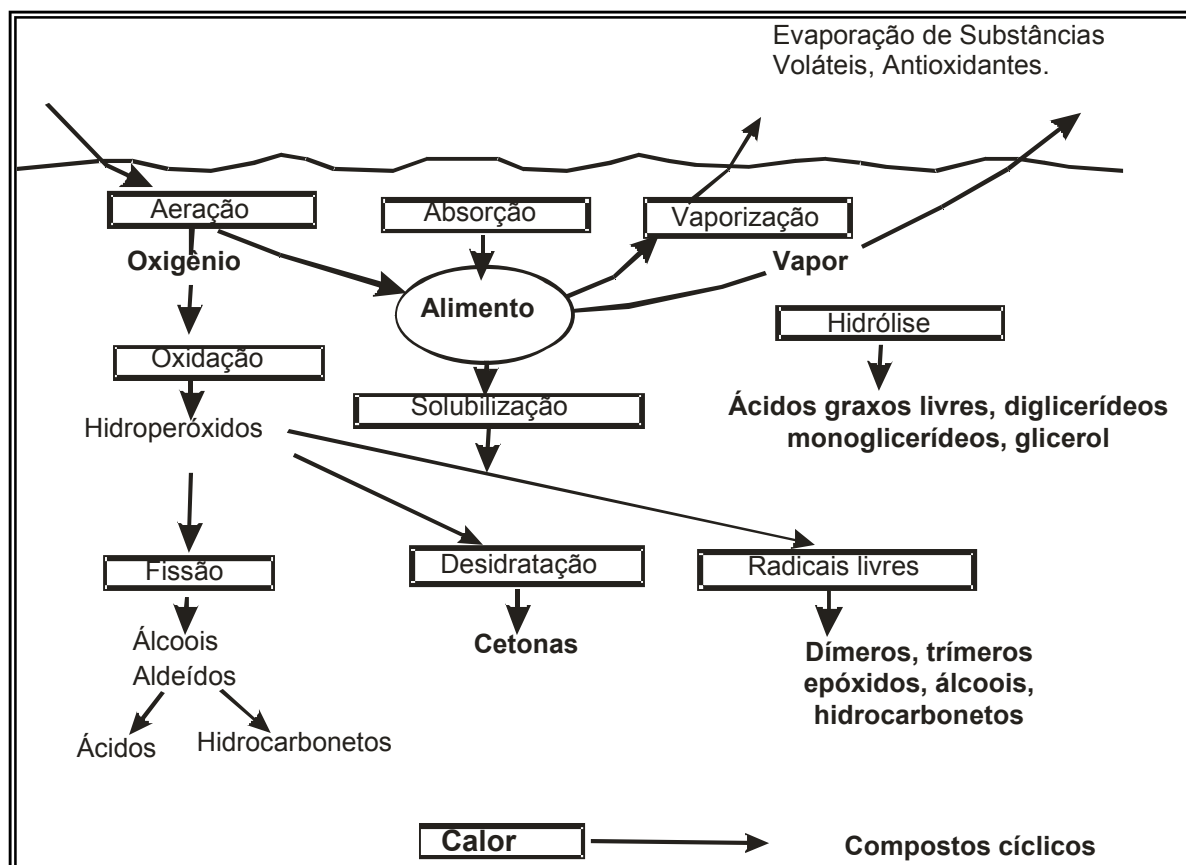 Evaporação de Substâncias
Voláteis, Antioxidantes.
Aeração
Absorção
Vaporização
Oxigênio
Vapor
Alimento
Hidrólise
Oxidação
Solubilização
Ácidos graxos livres, diglicerídeos
monoglicerídeos, glicerol
Hidroperóxidos
Fissão
Desidratação
Radicais livres
Álcoois
Aldeídos
Cetonas
Dímeros, trímeros
epóxidos, álcoois,
hidrocarbonetos
Ácidos
Hidrocarbonetos
Calor
Compostos cíclicos